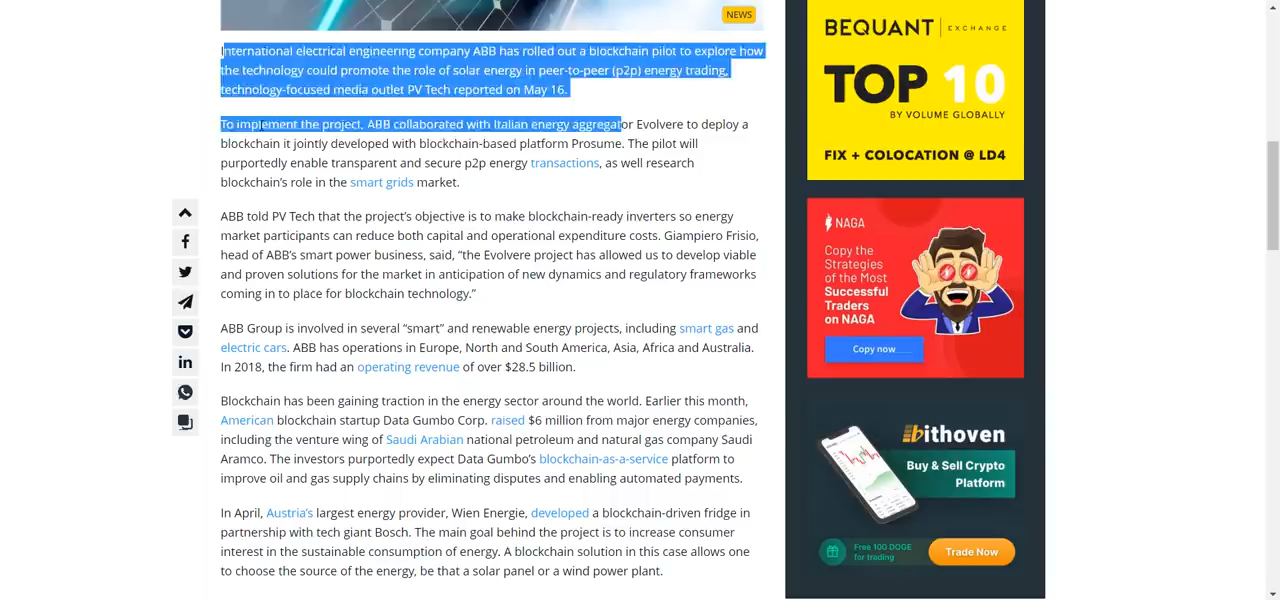 NEWS
International electrical engineering company ABB has rolled out a blockchain pilot to explore how
the technology could promote the role of solar energy in peer-to-peer (p2p) energy trading,
technology-focused media outlet PV Tech reported on May 16.
To implement the project, ABB collaborated with Italian energy aggregator Evolvere to deploy a
blockchain it jointly developed with blockchain-based platform Prosume. The pilot will
purportedly enable transparent and secure p2p energy transactions, as well research
blockchain's role in the smart grids market.
ABB told PV Tech that the project's objective is to make blockchain-ready inverters so energy
market participants can reduce both capital and operational expenditure costs. Giampiero Frisio,
head of ABB's smart power business, said, “the Evolvere project has allowed us to develop viable
and proven solutions for the market in anticipation of new dynamics and regulatory frameworks
coming in to place for blockchain technology.”
ABB Group is involved in several “smart” and renewable energy projects, including smart gas and
electric cars. ABB has operations in Europe, North and South America, Asia, Africa and Australia.
In 2018, the firm had an operating revenue of over $28.5 billion.
Blockchain has been gaining traction in the energy sector around the world. Earlier this month,
American blockchain startup Data Gumbo Corp. raised $6 million from major energy companies,
including the venture wing of Saudi Arabian national petroleum and natural gas company Saudi
Aramco. The investors purportedly expect Data Gumbo's blockchain-as-a-service platform to
improve oil and gas supply chains by eliminating disputes and enabling automated payments.
In April, Austria's largest energy provider, Wien Energie, developed a blockchain-driven fridge in
partnership with tech giant Bosch. The main goal behind the project is to increase consumer
interest in the sustainable consumption of energy. A blockchain solution in this case allows one
to choose the source of the energy, be that a solar panel or a wind power plant.
BEQUANT | EXCHANGE
TOP 10
BY VOLUME GLOBALLY
FIX + COLOCATION @ LD4
NAGA
Copy the
Strategies
of the Most
Successful
Traders
on NAGA
Copy now
bithoven
Buy & Sell Crypto
Platform
Free 100 DOGE
for trading
Trade Now